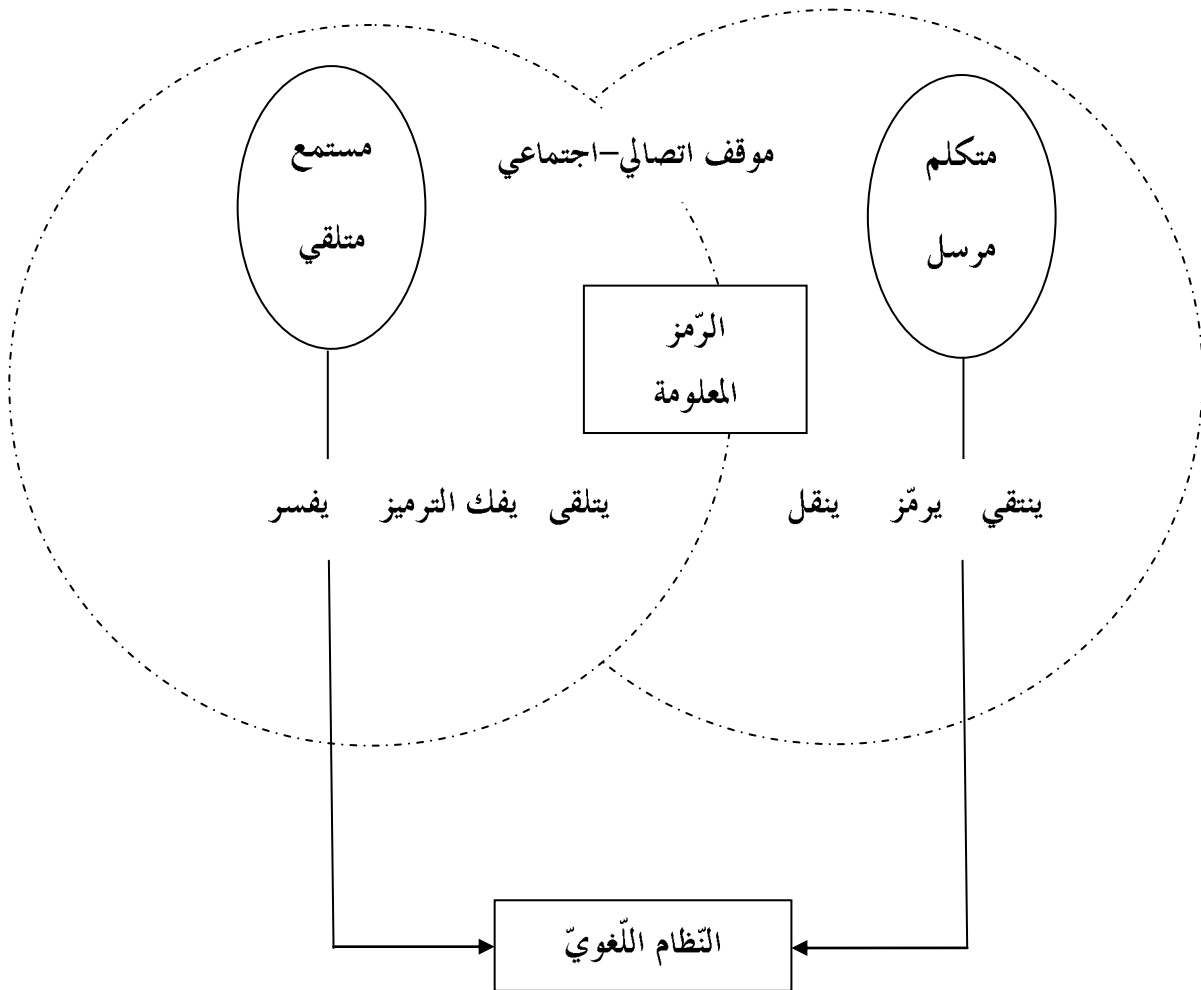 موقف اتصالي-اجتماعي
متكلم
مرسل
مستمع
متلقي
الرّمز
المعلومة
ينتقي يرمّز ينقل
يتلقى يفك الترميز يفسر
النّظام اللّغويّ